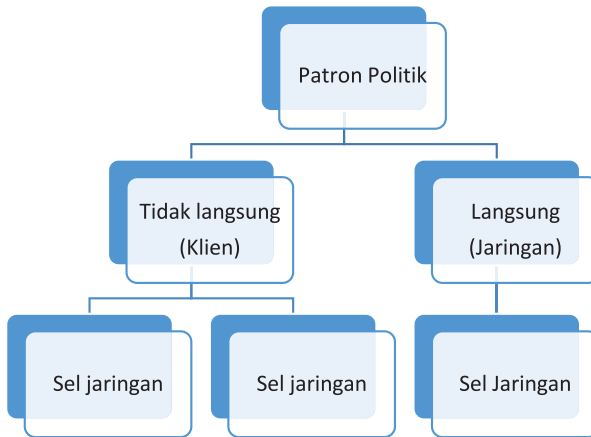 Patron Politik
Tidak langsung
(Klien)
Langsung
(Jaringan)
Sel jaringan
Sel jaringan
Sel Jaringan